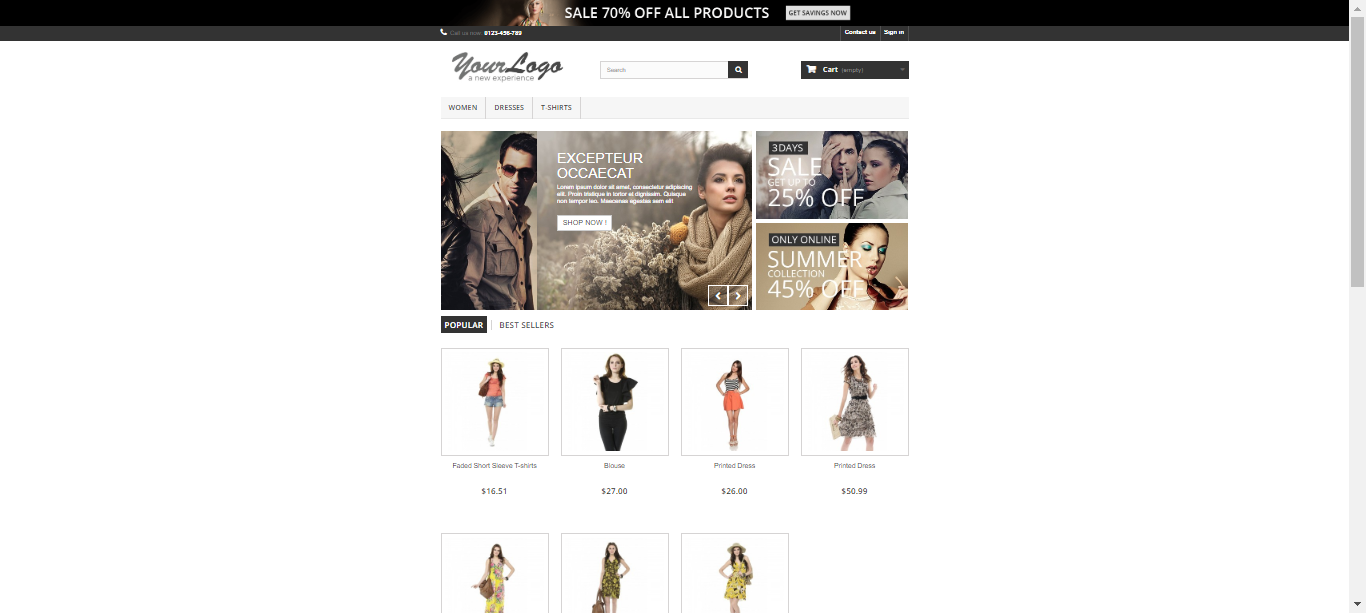 SALE 70% OFF ALL PRODUCTS GET SAVINGS NOW
Call us now: 0123-456-789 Contact us Sign in
YourLogo
a new experience
Search
Cart (empty)
WOMEN DRESSES T-SHIRTS
EXCEPTEUR
OCCAECAT
Lorem ipsum dolor sit amet, consectetur adipiscing
elit. Proin tristique in tortor et dignissim. Quisque
non tempor leo. Maecenas egestas sem elit
SHOP NOW !
3DAYS
SALE
GET UP TO
25% OFF
ONLY ONLINE
SUMMER
COLLECTION
45% OFF
POPULAR BEST SELLERS
Faded Short Sleeve T-shirts Blouse Printed Dress Printed Dress
$16.51 $27.00 $26.00 $50.99